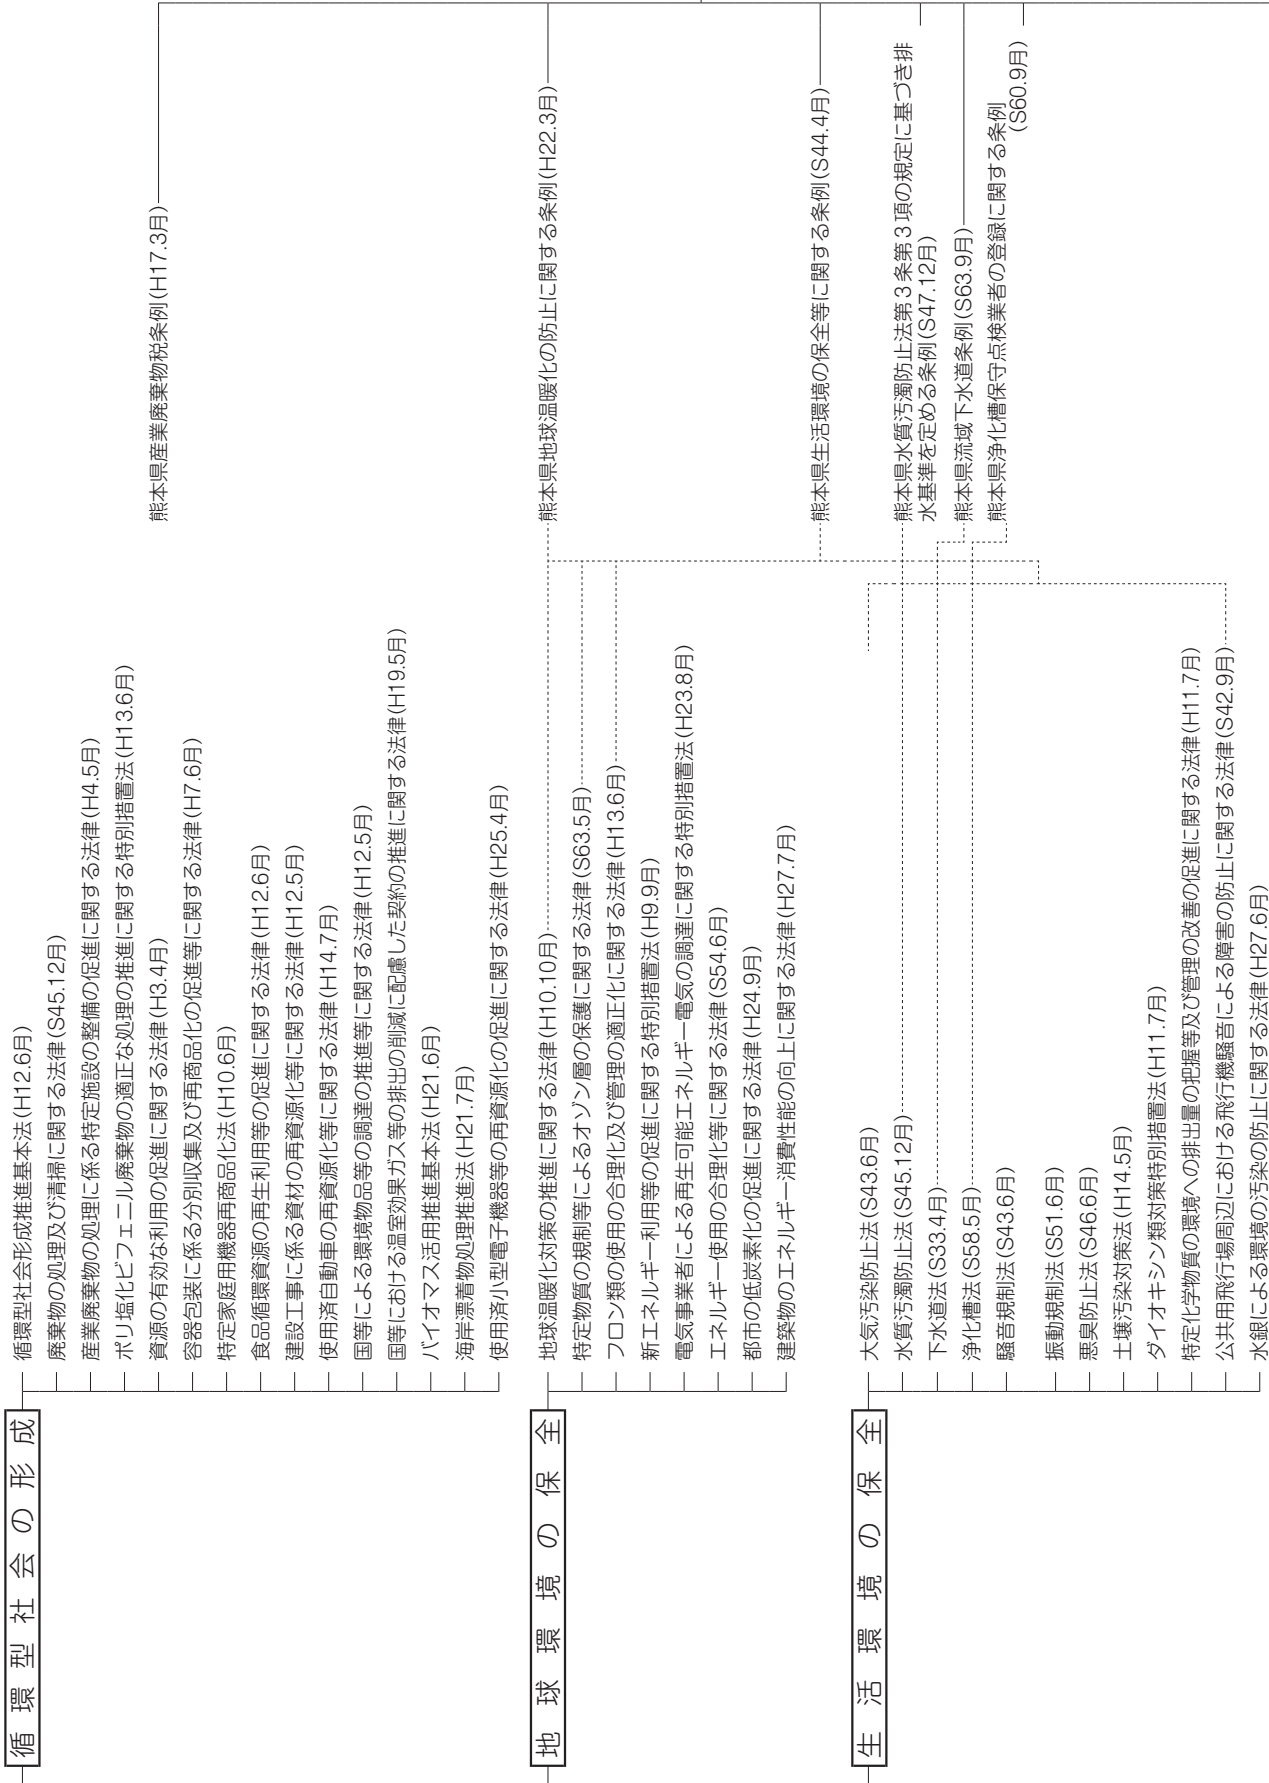 循環型社会の形成
循環型社会形成推進基本法(H12.6月)
廃棄物の処理及び清掃に関する法律(S45.12月)
産業廃棄物の処理に係る特定施設の整備の促進に関する法律(H4.5月)
ポリ塩化ビフェニル廃棄物の適正な処理の推進に関する特別措置法(H13.6月)
資源の有効な利用の促進に関する法律(H3.4月)
容器包装に係る分別収集及び再商品化の促進等に関する法律(H7.6月)
特定家庭用機器再商品化法(H10.6月)
食品循環資源の再生利用等の促進に関する法律(H12.6月)
建設工事に係る資材の再資源化等に関する法律(H12.5月)
使用済自動車の再資源化等に関する法律(H14.7月)
国等による環境物品等の調達の推進等に関する法律(H12.5月)
国等における温室効果ガス等の排出の削減に配慮した契約の推進に関する法律(H19.5月)
バイオマス活用推進基本法(H21.6月)
海岸漂着物処理推進法(H21.7月)
使用済小型電子機器等の再資源化の促進に関する法律(H25.4月)
熊本県産業廃棄物税条例(H17.3月)
地球環境の保全
地球温暖化対策の推進に関する法律(H10.10月)
特定物質の規制等によるオゾン層の保護に関する法律(S63.5月)
フロン類の使用の合理化及び管理の適正化に関する法律(H13.6月)
新エネルギー利用等の促進に関する特別措置法(H9.9月)
電気事業者による再生可能エネルギー電気の調達に関する特別措置法(H23.8月)
エネルギー使用の合理化等に関する法律(S54.6月)
都市の低炭素化の促進に関する法律(H24.9月)
建築物のエネルギー消費性能の向上に関する法律(H27.7月)
熊本県地球温暖化の防止に関する条例(H22.3月)
熊本県生活環境の保全等に関する条例(S44.4月)
生活環境の保全
大気汚染防止法(S43.6月)
水質汚濁防止法(S45.12月)
下水道法(S33.4月)
浄化槽法(S58.5月)
騒音規制法(S43.6月)
振動規制法(S51.6月)
悪臭防止法(S46.6月)
土壌汚染対策法(H14.5月)
ダイオキシン類対策特別措置法(H11.7月)
特定化学物質の環境への排出量の把握等及び管理の改善の促進に関する法律(H11.7月)
公共用飛行場周辺における飛行機騒音による障害の防止に関する法律(S42.9月)
水銀による環境の汚染の防止に関する法律(H27.6月)
熊本県水質汚濁防止法第3条第3項の規定に基づき排
水基準を定める条例(S47.12月)
熊本県流域下水道条例(S63.9月)
熊本県浄化槽保守点検業者の登録に関する条例
(S60.9月)